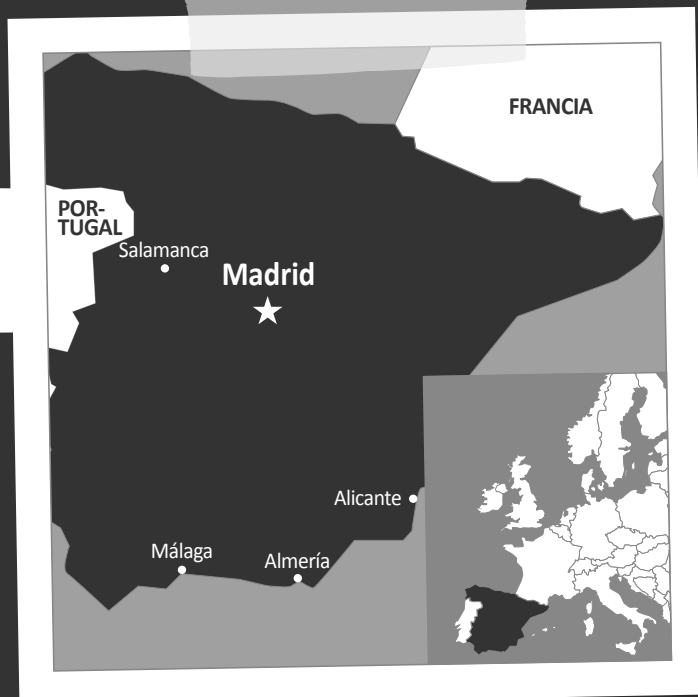 FRANCIA
POR-
TUGAL
Salamanca
Madrid
Alicante
Málaga
Almería